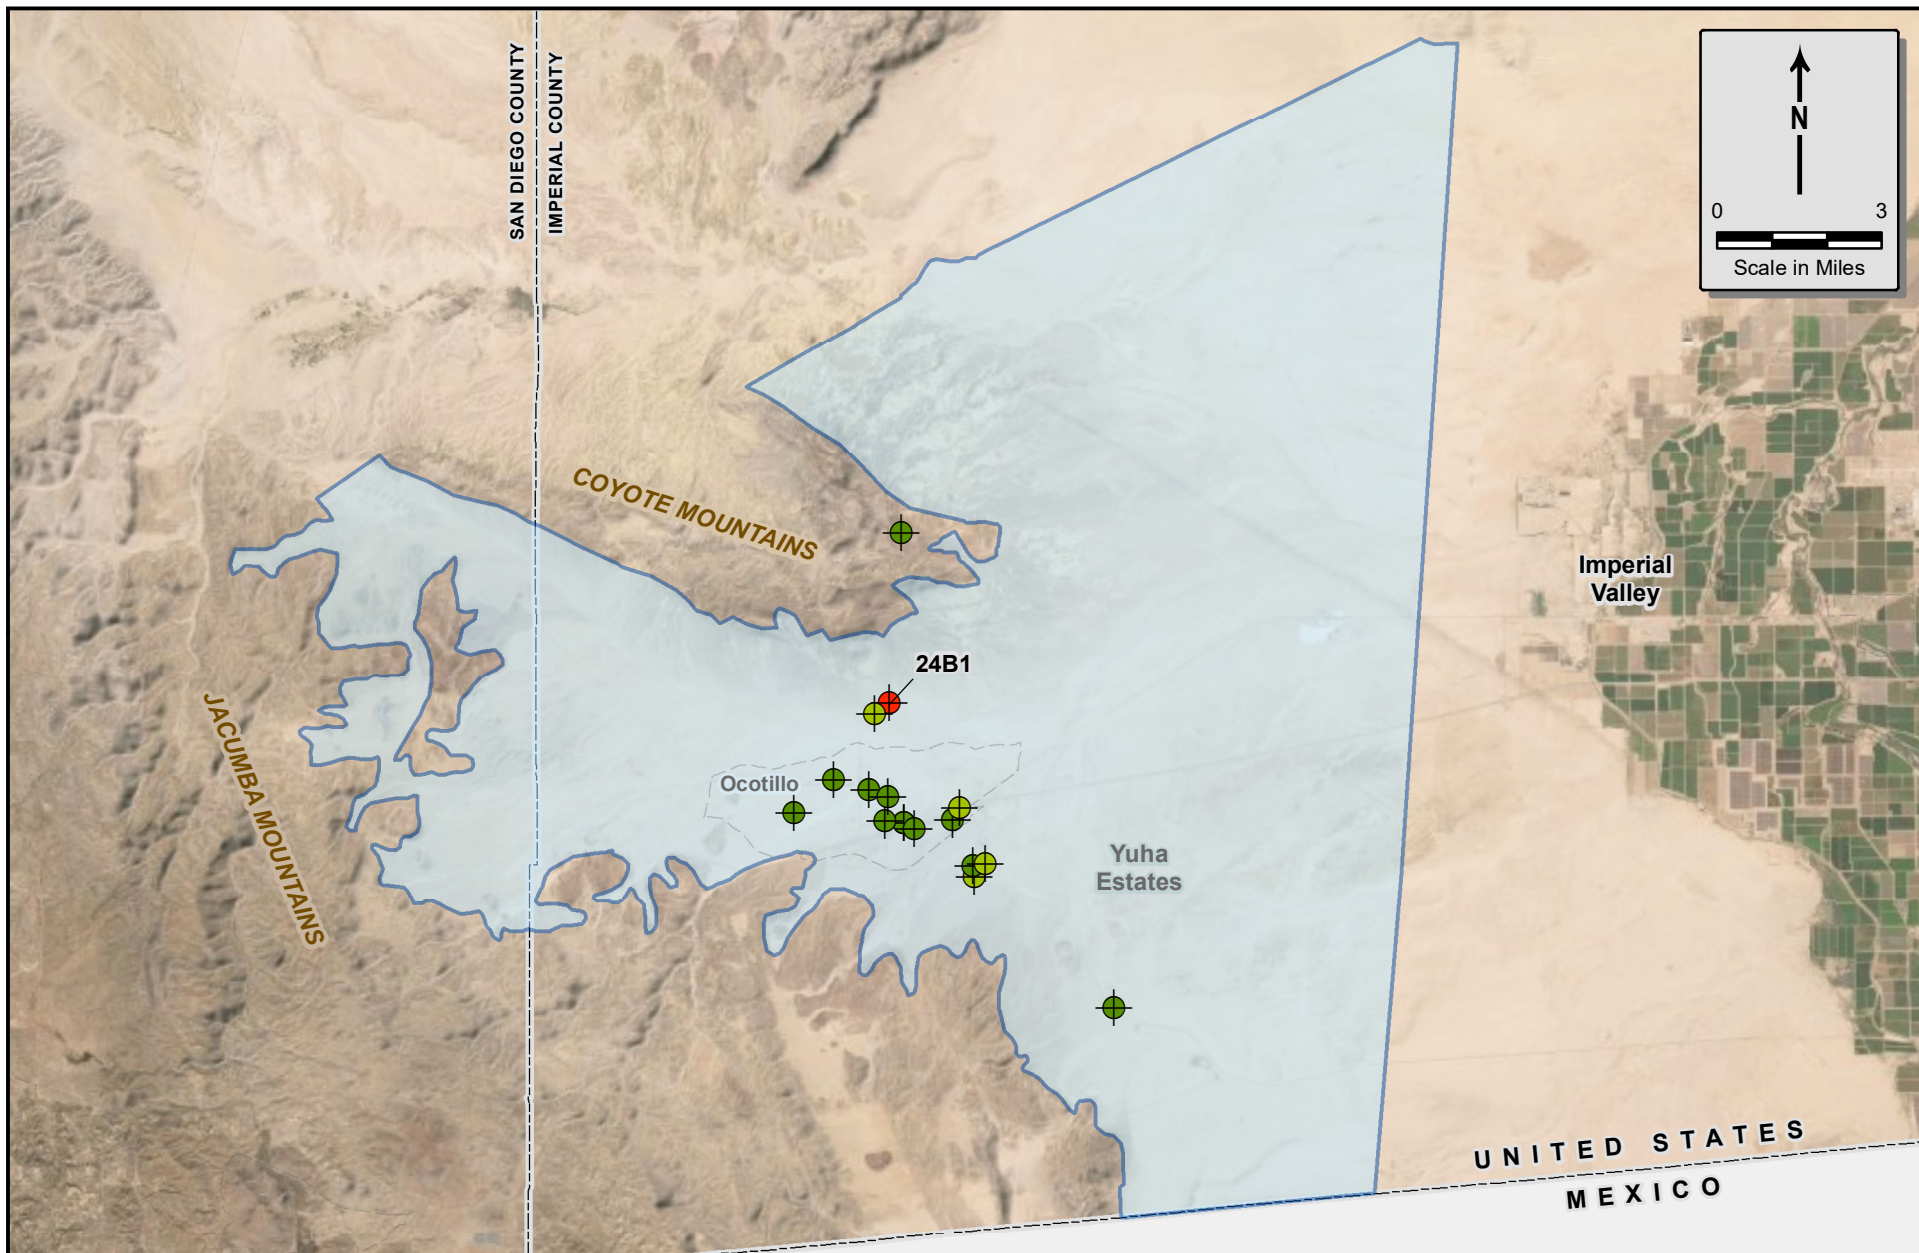 SAN DIEGO COUNTY
IMPERIAL COUNTY
N
0 3
Scale in Miles
COYOTE MOUNTAINS
Imperial
Valley
24B1
JACUMBA MOUNTAINS
Ocotillo
Yuha
Estates
UNITED STATES
MEXICO